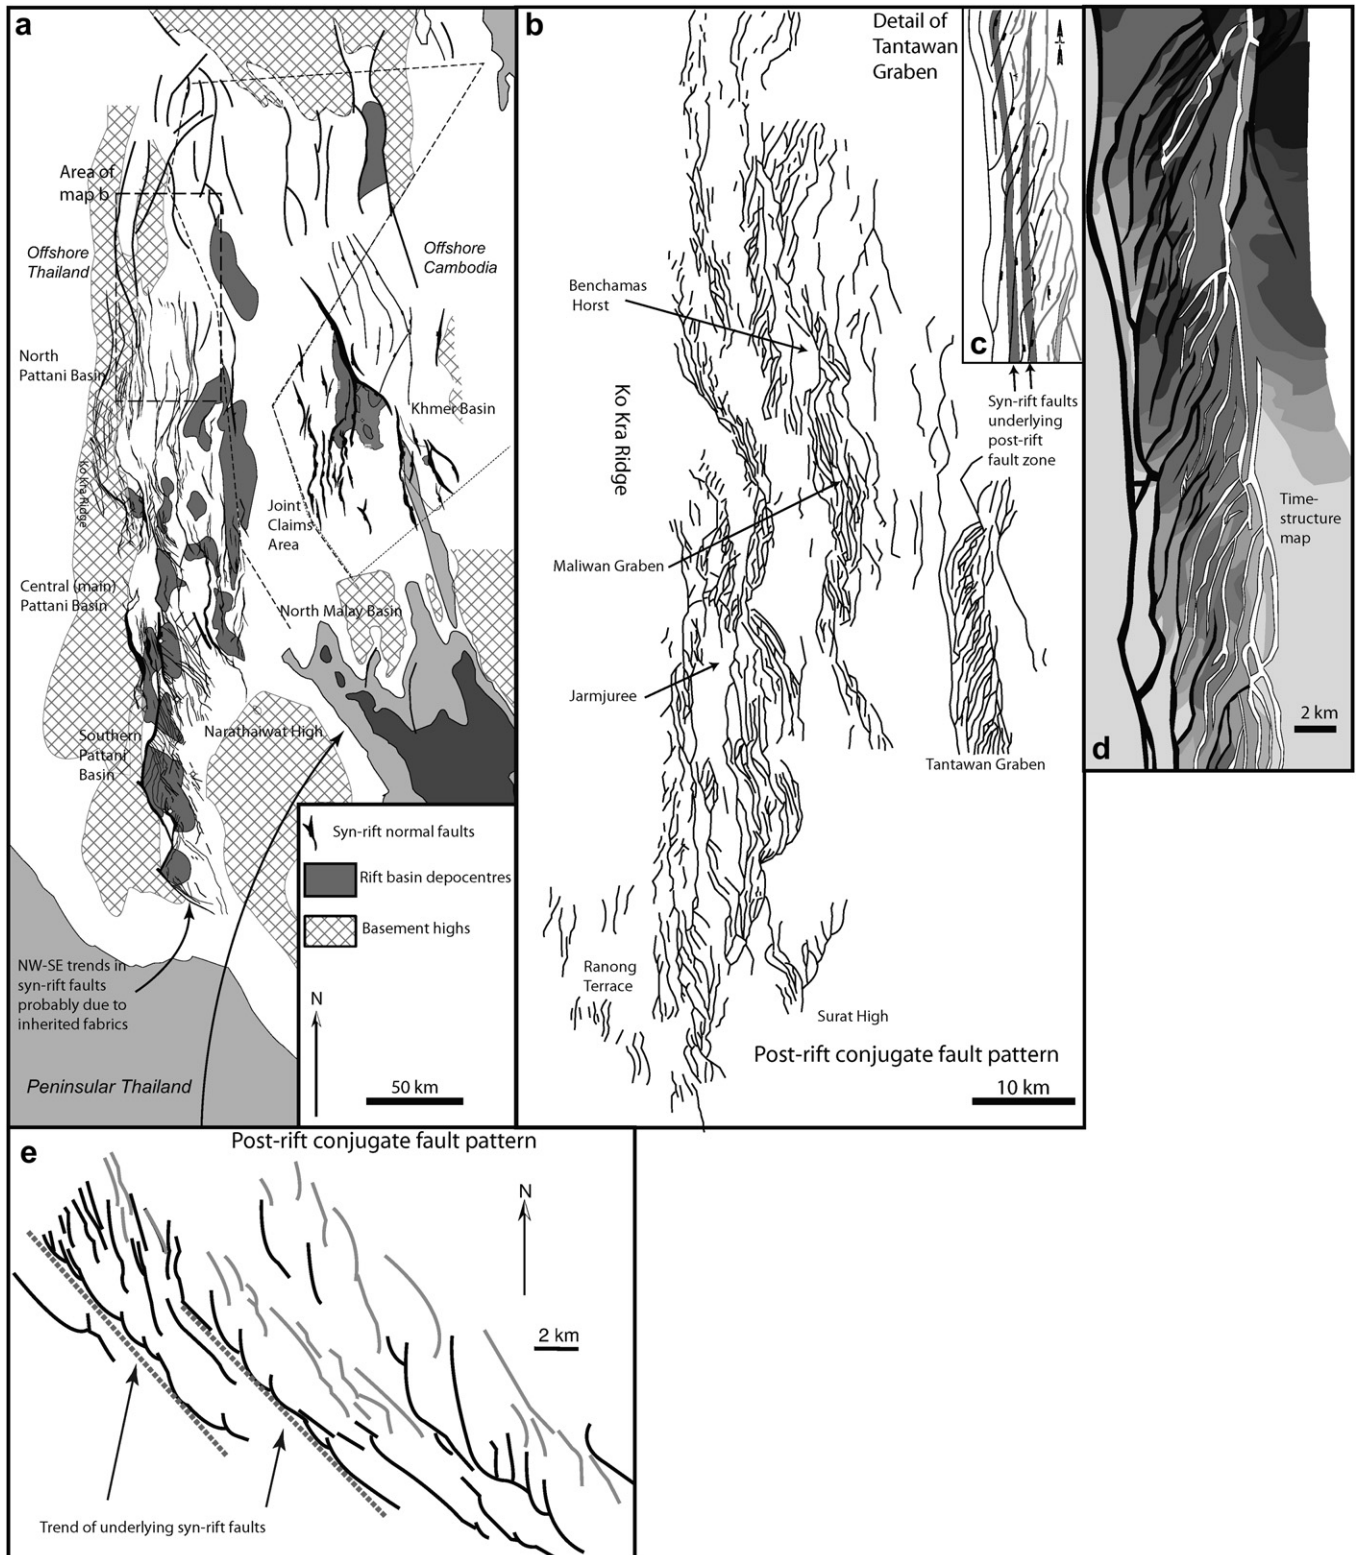 a
Area of
map b
Offshore
Thailand
Offshore
Cambodia
North
Pattani Basin
Khmer Basin
Ko Kra Ridge
Joint
Claims
Area
Central (main)
Pattani Basin
North Malay Basin
Southern
Pattani
Basin
Narathaiwat High
NW-SE trends in
syn-rift faults
probably due to
inherited fabrics
Peninsular Thailand
Syn-rift normal faults
Rift basin depocentres
Basement highs
N
50 km
b
Detail of
Tantawan
Graben
Benchamas
Horst
Ko Kra Ridge
Maliwan Graben
Jarmjuree
Tantawan Graben
Ranong
Terrace
Surat High
Post-rift conjugate fault pattern
10 km
c
Syn-rift faults
underlying
post-rift
fault zone
d
Time-
structure
map
2 km
e
Post-rift conjugate fault pattern
N
2 km
Trend of underlying syn-rift faults